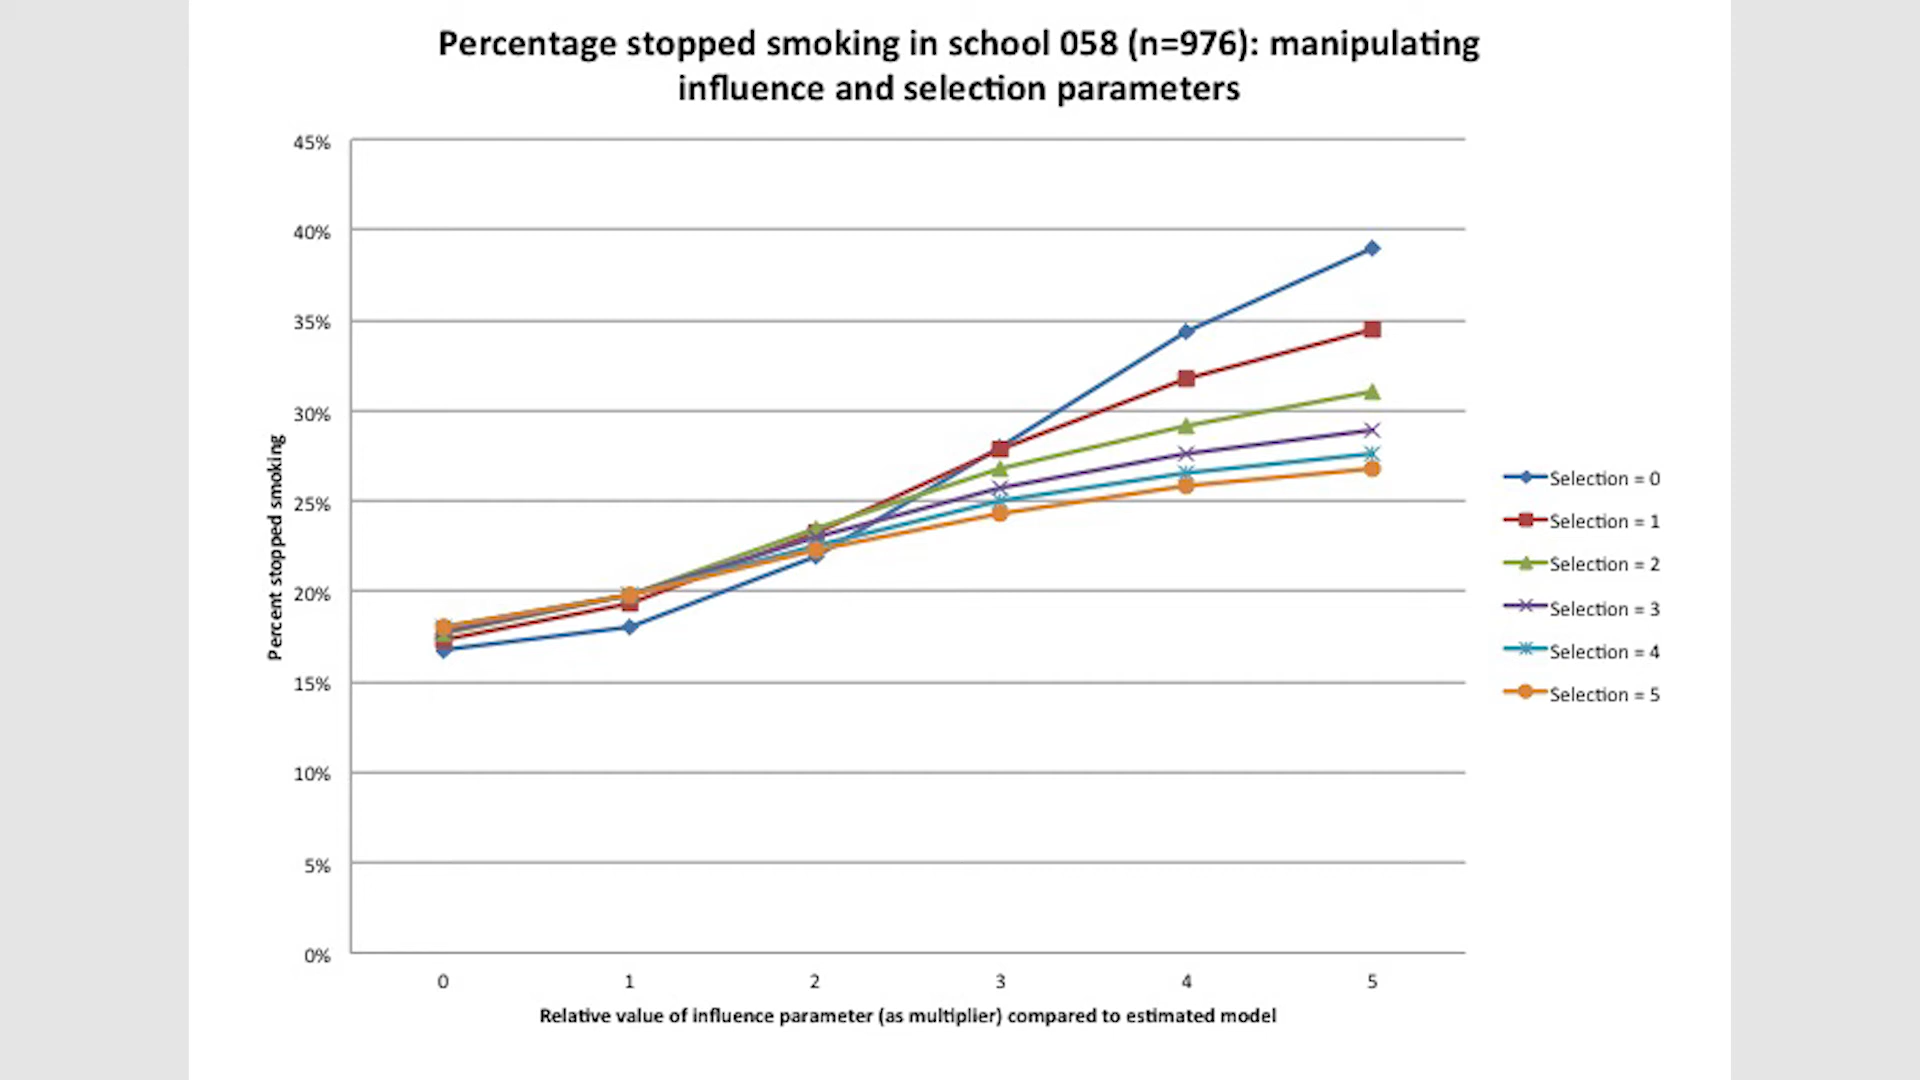 Percentage stopped smoking in school 058 (n=976): manipulating
influence and selection parameters
45%
40%
35%
30%
25%
20%
15%
10%
5%
0%
Percent stopped smoking
0 1 2 3 4 5
Relative value of influence parameter (as multiplier) compared to estimated model
Selection = 0
Selection = 1
Selection = 2
Selection = 3
Selection = 4
Selection = 5